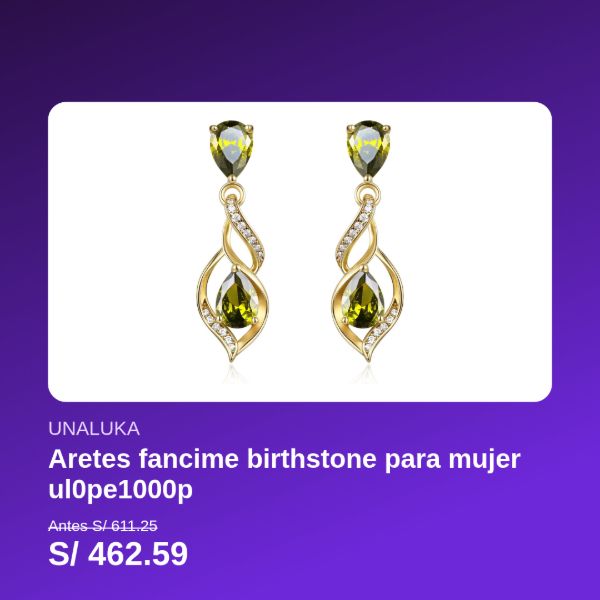 UNALUKA
Aretes fancime birthstone para mujer
ul0pe1000p
Antes S/ 611.25
S/ 462.59